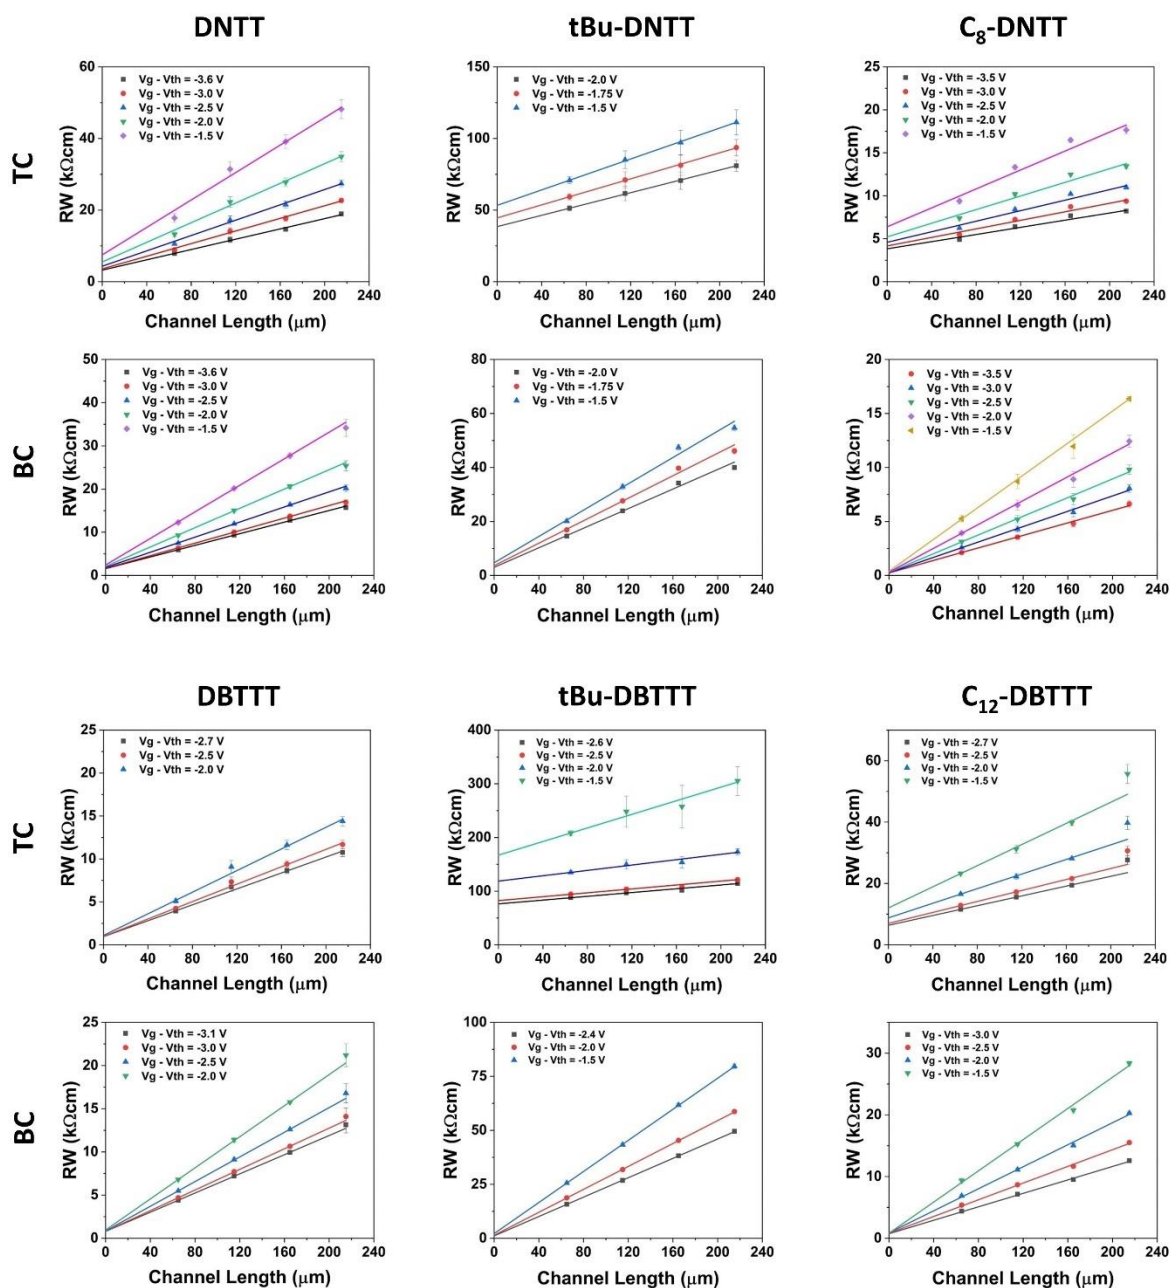 DNTT
tBu-DNTT
C₈-DNTT
TC
60
40
20
0
RW (kΩcm)
Vg - Vth = -3.6 V
Vg - Vth = -3.0 V
Vg - Vth = -2.5 V
Vg - Vth = -2.0 V
Vg - Vth = -1.5 V
0 40 80 120 160 200 240
Channel Length (μm)
150
100
50
0
RW (kΩcm)
Vg - Vth = -2.0 V
Vg - Vth = -1.75 V
Vg - Vth = -1.5 V
0 40 80 120 160 200 240
Channel Length (μm)
25
20
15
10
5
0
RW (kΩcm)
Vg - Vth = -3.5 V
Vg - Vth = -3.0 V
Vg - Vth = -2.5 V
Vg - Vth = -2.0 V
Vg - Vth = -1.5 V
0 40 80 120 160 200 240
Channel Length (μm)
BC
50
40
30
20
10
0
RW (kΩcm)
Vg - Vth = -3.6 V
Vg - Vth = -3.0 V
Vg - Vth = -2.5 V
Vg - Vth = -2.0 V
Vg - Vth = -1.5 V
0 40 80 120 160 200 240
Channel Length (μm)
80
60
40
20
0
RW (kΩcm)
Vg - Vth = -2.0 V
Vg - Vth = -1.75 V
Vg - Vth = -1.5 V
0 40 80 120 160 200 240
Channel Length (μm)
20
15
10
5
0
RW (kΩcm)
Vg - Vth = -3.5 V
Vg - Vth = -3.0 V
Vg - Vth = -2.5 V
Vg - Vth = -2.0 V
Vg - Vth = -1.5 V
0 40 80 120 160 200 240
Channel Length (μm)
DBTTT
tBu-DBTTT
C₁₂-DBTTT
TC
25
20
15
10
5
0
RW (kΩcm)
Vg - Vth = -2.7 V
Vg - Vth = -2.5 V
Vg - Vth = -2.0 V
0 40 80 120 160 200 240
Channel Length (μm)
400
300
200
100
0
RW (kΩcm)
Vg - Vth = -2.6 V
Vg - Vth = -2.5 V
Vg - Vth = -2.0 V
Vg - Vth = -1.5 V
0 40 80 120 160 200 240
Channel Length (μm)
60
40
20
0
RW (kΩcm)
Vg - Vth = -2.7 V
Vg - Vth = -2.5 V
Vg - Vth = -2.0 V
Vg - Vth = -1.5 V
0 40 80 120 160 200 240
Channel Length (μm)
BC
25
20
15
10
5
0
RW (kΩcm)
Vg - Vth = -3.1 V
Vg - Vth = -3.0 V
Vg - Vth = -2.5 V
Vg - Vth = -2.0 V
0 40 80 120 160 200 240
Channel Length (μm)
100
75
50
25
0
RW (kΩcm)
Vg - Vth = -2.4 V
Vg - Vth = -2.0 V
Vg - Vth = -1.5 V
0 40 80 120 160 200 240
Channel Length (μm)
30
20
10
0
RW (kΩcm)
Vg - Vth = -3.0 V
Vg - Vth = -2.5 V
Vg - Vth = -2.0 V
Vg - Vth = -1.5 V
0 40 80 120 160 200 240
Channel Length (μm)